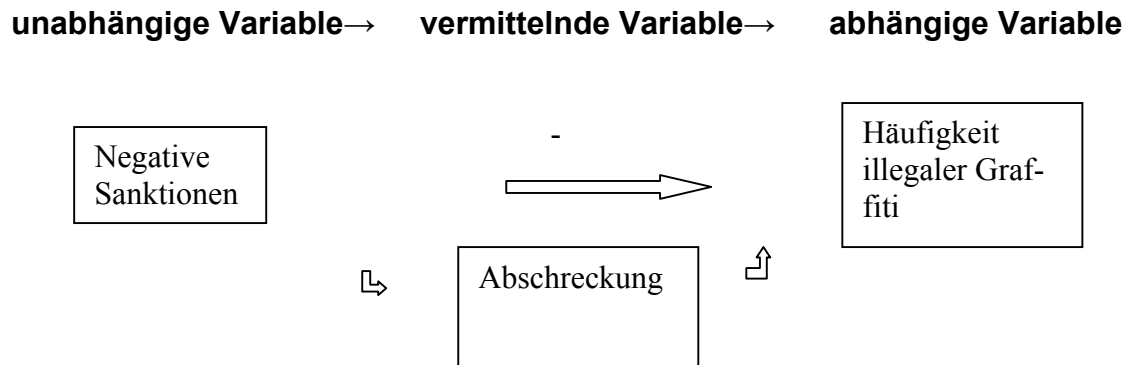 unabhängige Variable→ vermittelnde Variable→ abhängige Variable
-
Negative
Sanktionen
Häufigkeit
illegaler Graf-
fiti
Abschreckung